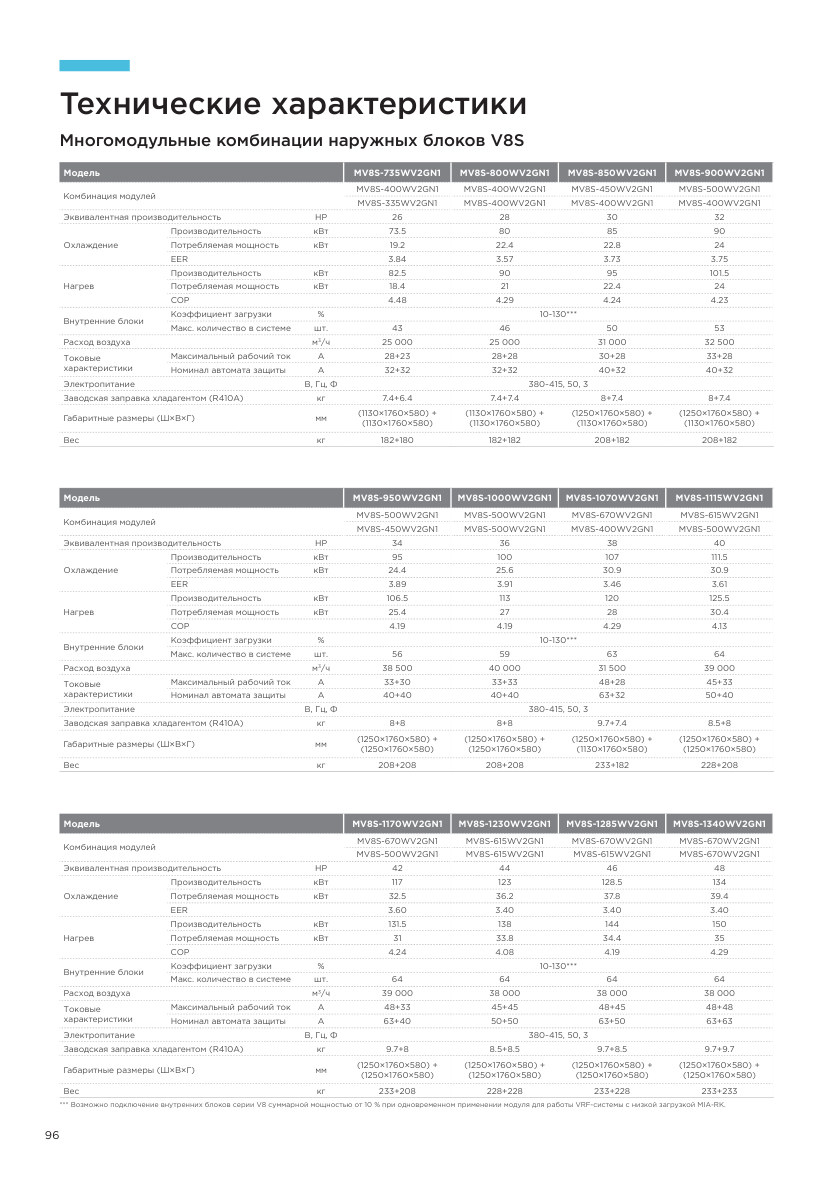 Технические характеристики
Многомодульные комбинации наружных блоков V8S
Модель MV8S-735WV2GN1 MV8S-800WV2GN1 MV8S-850WV2GN1 MV8S-900WV2GN1
Комбинация модулей MV8S-400WV2GN1 MV8S-400WV2GN1 MV8S-450WV2GN1 MV8S-500WV2GN1
MV8S-335WV2GN1 MV8S-400WV2GN1 MV8S-400WV2GN1 MV8S-400WV2GN1
Эквивалентная производительность HP 26 28 30 32
Охлаждение Производительность кВт 73.5 80 85 90
Потребляемая мощность кВт 19.2 22.4 22.8 24
EER 3.84 3.57 3.73 3.75
Нагрев Производительность кВт 82.5 90 95 101.5
Потребляемая мощность кВт 18.4 21 22.4 24
COP 4.48 4.29 4.24 4.23
Внутренние блоки Коэффициент загрузки % 10-130***
Макс. количество в системе шт. 43 46 50 53
Расход воздуха м³/ч 25 000 25 000 31 000 32 500
Токовые характеристики Максимальный рабочий ток А 28+23 28+28 30+28 33+28
Номинал автомата защиты А 32+32 32+32 40+32 40+32
Электропитание В, Гц, Ф 380-415, 50, 3
Заводская заправка хладагентом (R410A) кг 7.4+6.4 7.4+7.4 8+7.4 8+7.4
Габаритные размеры (Ш×В×Г) мм (1130×1760×580) + (1130×1760×580) + (1250×1760×580) + (1250×1760×580) +
(1130×1760×580) (1130×1760×580) (1130×1760×580) (1130×1760×580)
Вес кг 182+180 182+182 208+182 208+182
Модель MV8S-950WV2GN1 MV8S-1000WV2GN1 MV8S-1070WV2GN1 MV8S-1115WV2GN1
Комбинация модулей MV8S-500WV2GN1 MV8S-500WV2GN1 MV8S-670WV2GN1 MV8S-615WV2GN1
MV8S-450WV2GN1 MV8S-500WV2GN1 MV8S-400WV2GN1 MV8S-500WV2GN1
Эквивалентная производительность HP 34 36 38 40
Охлаждение Производительность кВт 95 100 107 111.5
Потребляемая мощность кВт 24.4 25.6 30.9 30.9
EER 3.89 3.91 3.46 3.61
Нагрев Производительность кВт 106.5 113 120 125.5
Потребляемая мощность кВт 25.4 27 28 30.4
COP 4.19 4.19 4.29 4.13
Внутренние блоки Коэффициент загрузки % 10-130***
Макс. количество в системе шт. 56 59 63 64
Расход воздуха м³/ч 38 500 40 000 31 500 39 000
Токовые характеристики Максимальный рабочий ток А 33+30 33+33 48+28 45+33
Номинал автомата защиты А 40+40 40+40 63+32 50+40
Электропитание В, Гц, Ф 380-415, 50, 3
Заводская заправка хладагентом (R410A) кг 8+8 8+8 9.7+7.4 8.5+8
Габаритные размеры (Ш×В×Г) мм (1250×1760×580) + (1250×1760×580) + (1250×1760×580) + (1250×1760×580) +
(1250×1760×580) (1250×1760×580) (1130×1760×580) (1250×1760×580)
Вес кг 208+208 208+208 233+182 228+208
Модель MV8S-1170WV2GN1 MV8S-1230WV2GN1 MV8S-1285WV2GN1 MV8S-1340WV2GN1
Комбинация модулей MV8S-670WV2GN1 MV8S-615WV2GN1 MV8S-670WV2GN1 MV8S-670WV2GN1
MV8S-500WV2GN1 MV8S-615WV2GN1 MV8S-615WV2GN1 MV8S-670WV2GN1
Эквивалентная производительность HP 42 44 46 48
Охлаждение Производительность кВт 117 123 128.5 134
Потребляемая мощность кВт 32.5 36.2 37.8 39.4
EER 3.60 3.40 3.40 3.40
Нагрев Производительность кВт 131.5 138 144 150
Потребляемая мощность кВт 31 33.8 34.4 35
COP 4.24 4.08 4.19 4.29
Внутренние блоки Коэффициент загрузки % 10-130***
Макс. количество в системе шт. 64 64 64 64
Расход воздуха м³/ч 39 000 38 000 38 000 38 000
Токовые характеристики Максимальный рабочий ток А 48+33 45+45 48+45 48+48
Номинал автомата защиты А 63+40 50+50 63+50 63+63
Электропитание В, Гц, Ф 380-415, 50, 3
Заводская заправка хладагентом (R410A) кг 9.7+8 8.5+8.5 9.7+8.5 9.7+9.7
Габаритные размеры (Ш×В×Г) мм (1250×1760×580) + (1250×1760×580) + (1250×1760×580) + (1250×1760×580) +
(1250×1760×580) (1250×1760×580) (1250×1760×580) (1250×1760×580)
Вес кг 233+208 228+228 233+228 233+233
*** Возможно подключение внутренних блоков серии V8 суммарной мощностью от 10 % при одновременном применении модуля для работы VRF-системы с низкой загрузкой MIA-RK.
96